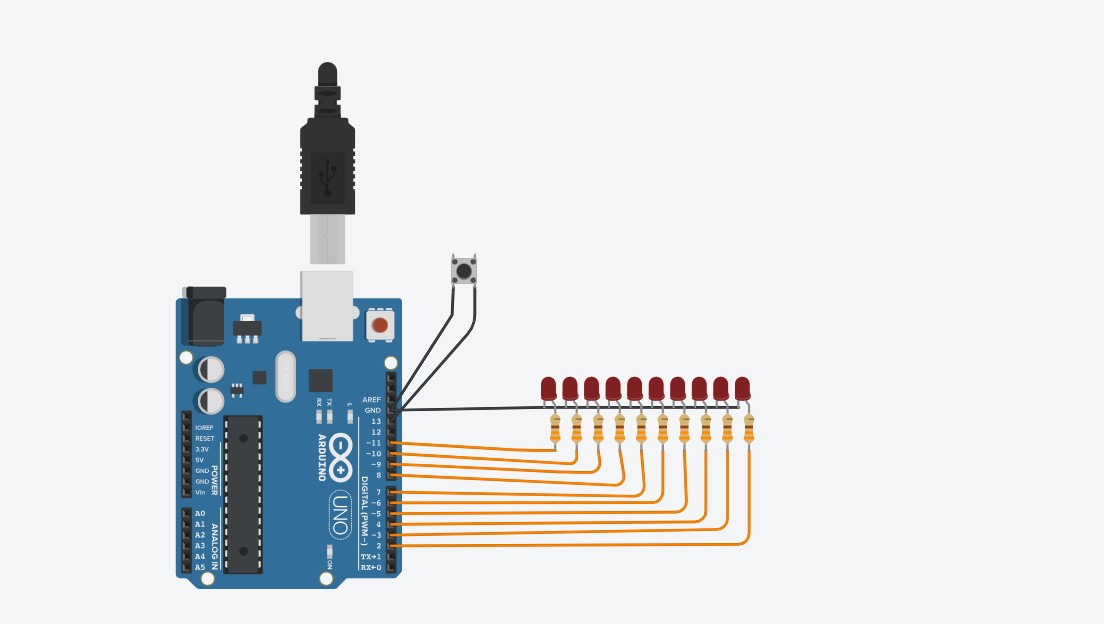 IOREF
RESET
3.3V
5V
GND
GND
Vin
POWER
A0
A1
A2
A3
A4
A5
ANALOG IN
RX
TX
L
ARDUINO
UNO
ON
AREF
GND
13
12
~11
~10
~9
8
7
~6
~5
4
~3
2
TX→1
RX←0
DIGITAL (PWM~)